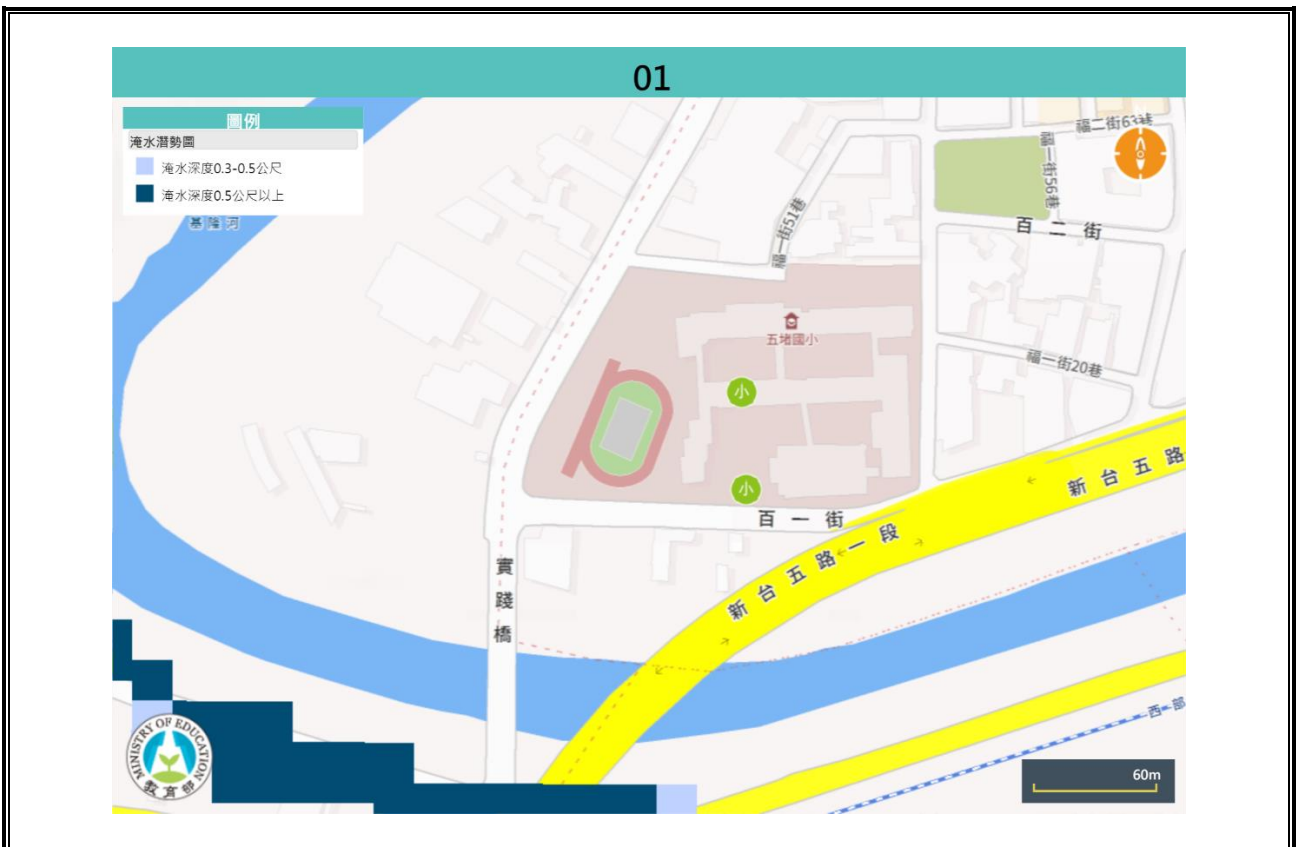 01
圖例
淹水潛勢圖
淹水深度0.3-0.5公尺
淹水深度0.5公尺以上
基隆河
福二街63巷
福一街56巷
百二街
福一街51巷
五堵國小
福一街20巷
小
小
百一街
新台五路
新台五路一段
實踐橋
西部
MINISTRY OF EDUCATION
教育部
60m